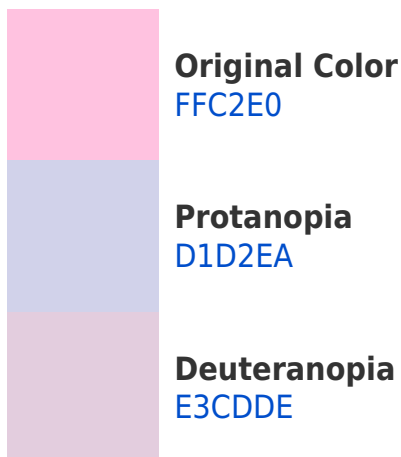 Original Color
FFC2E0
Protanopia
D1D2EA
Deuteranopia
E3CDDE